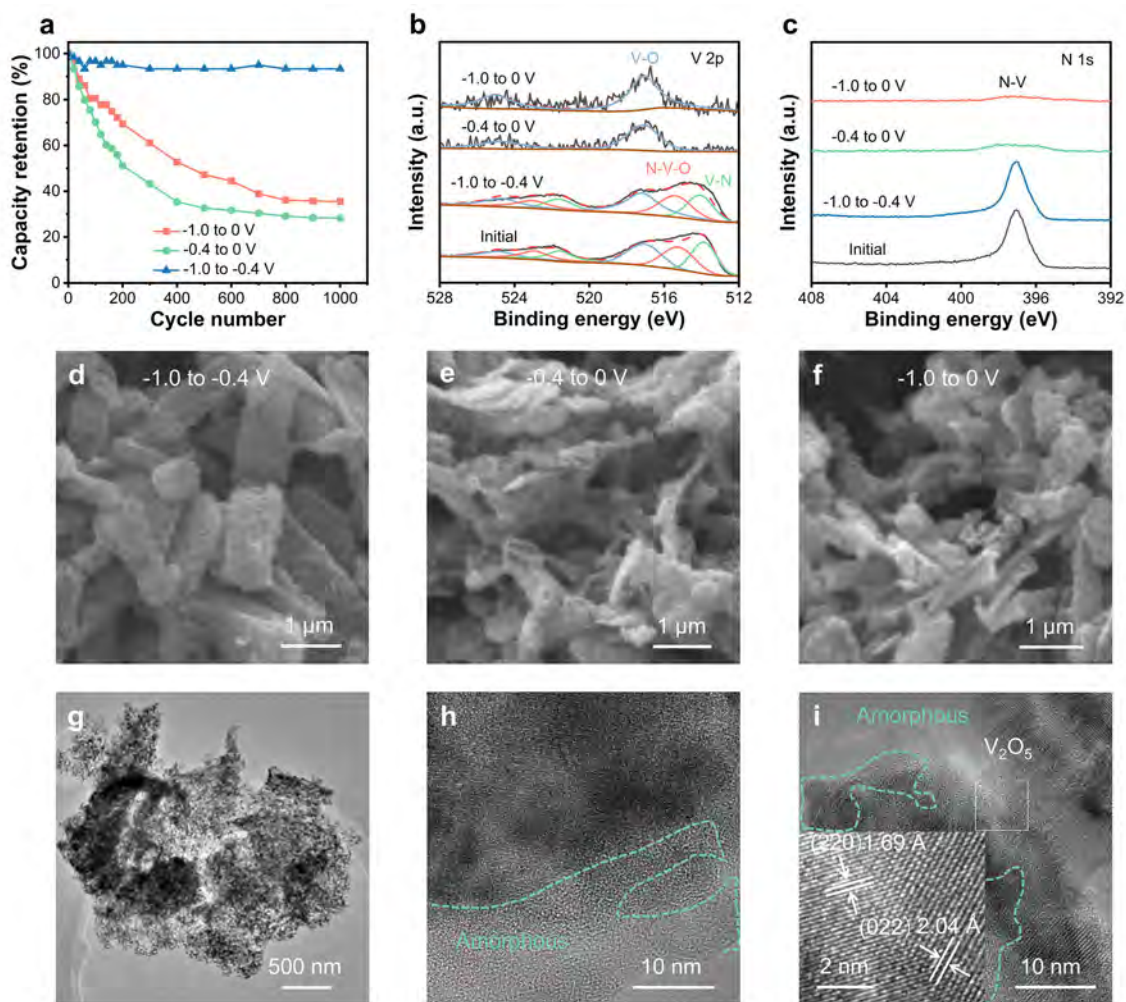 a
Capacity retention (%)
100
80
60
40
20
0
-1.0 to 0 V
-0.4 to 0 V
-1.0 to -0.4 V
0 200 400 600 800 1000
Cycle number
b
Intensity (a.u.)
V-O
V 2p
-1.0 to 0 V
-0.4 to 0 V
N-V-O
-1.0 to -0.4 V
V-N
Initial
528 524 520 516 512
Binding energy (eV)
c
Intensity (a.u.)
N 1s
-1.0 to 0 V
N-V
-0.4 to 0 V
-1.0 to -0.4 V
Initial
408 404 400 396 392
Binding energy (eV)
d
-1.0 to -0.4 V
1 μm
e
-0.4 to 0 V
1 μm
f
-1.0 to 0 V
1 μm
g
500 nm
h
Amorphous
10 nm
i
Amorphous
V₂O₅
(220) 1.69 Å
(022) 2.04 Å
2 nm
10 nm